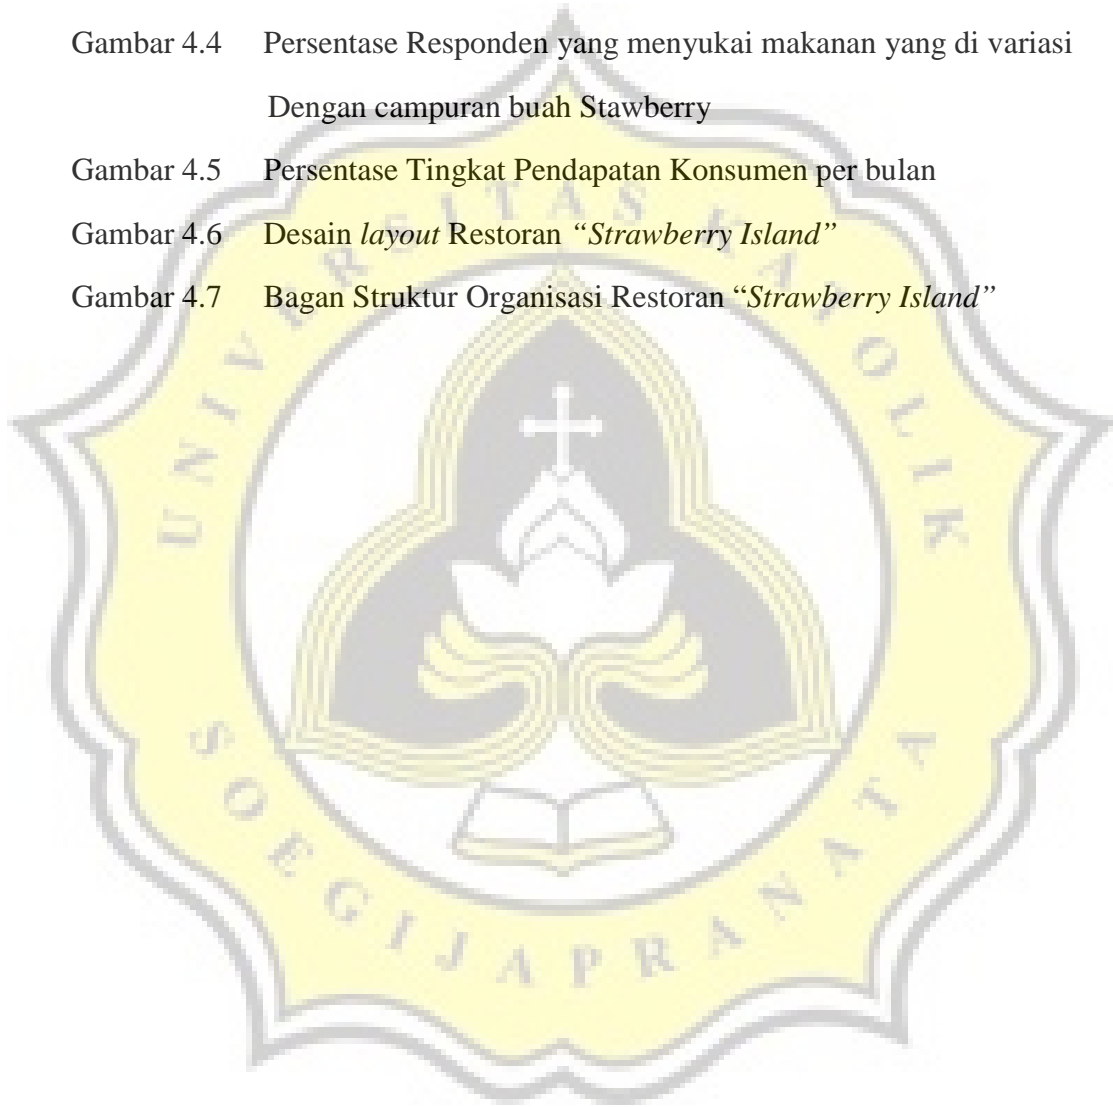 Gambar 4.4 Persentase Responden yang menyukai makanan yang di variasi
Dengan campuran buah Stawberry
Gambar 4.5 Persentase Tingkat Pendapatan Konsumen per bulan
Gambar 4.6 Desain layout Restoran “Strawberry Island”
Gambar 4.7 Bagan Struktur Organisasi Restoran “Strawberry Island”
UNIVERSITAS KATOLIK
SOEGIJAPRANATA